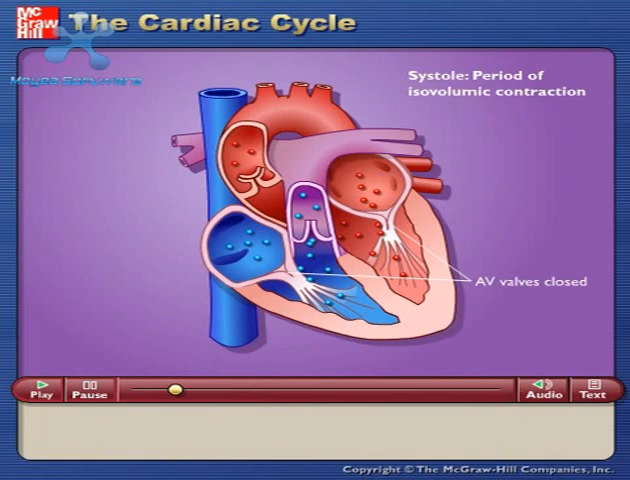 Mc
Graw
Hill
The Cardiac Cycle
Systole: Period of
isovolumic contraction
AV valves closed
Play
Pause
Audio
Text
Copyright © The McGraw-Hill Companies, Inc.